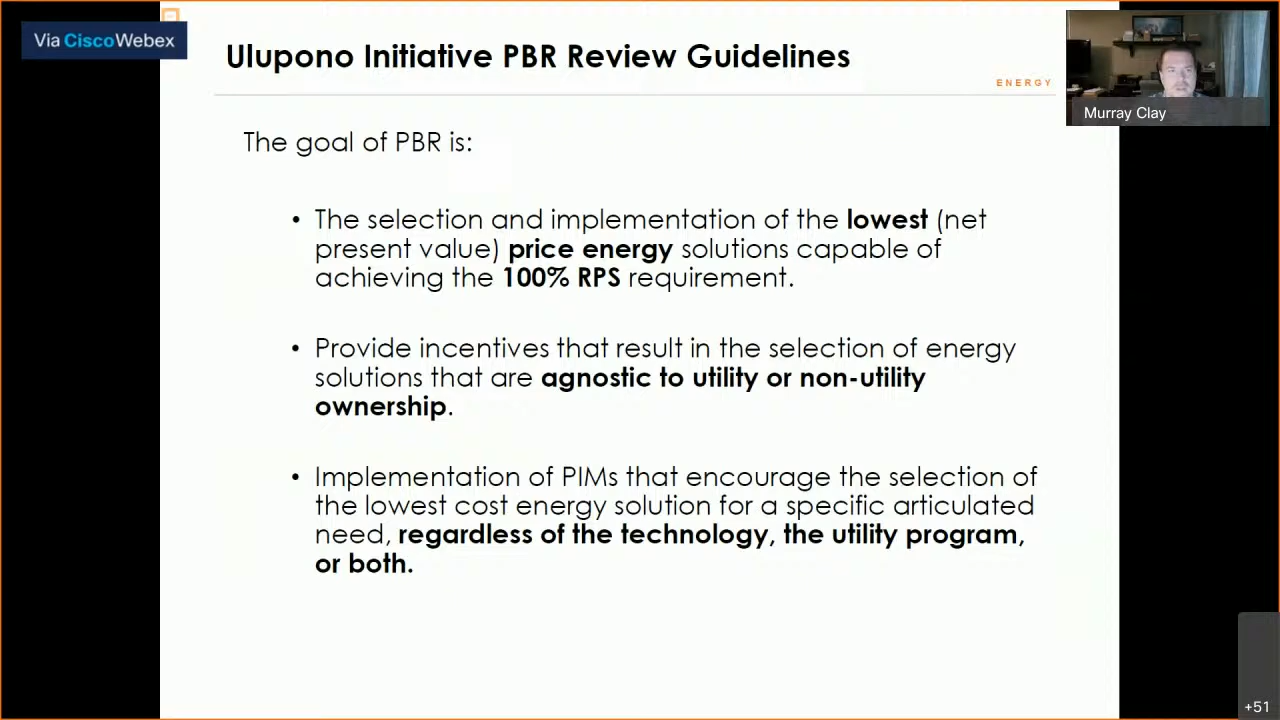 Via CiscoWebex
Ulupono Initiative PBR Review Guidelines
ENERGY
Murray Clay
The goal of PBR is:
• The selection and implementation of the lowest (net
present value) price energy solutions capable of
achieving the 100% RPS requirement.
• Provide incentives that result in the selection of energy
solutions that are agnostic to utility or non-utility
ownership.
• Implementation of PIMs that encourage the selection of
the lowest cost energy solution for a specific articulated
need, regardless of the technology, the utility program,
or both.
+51